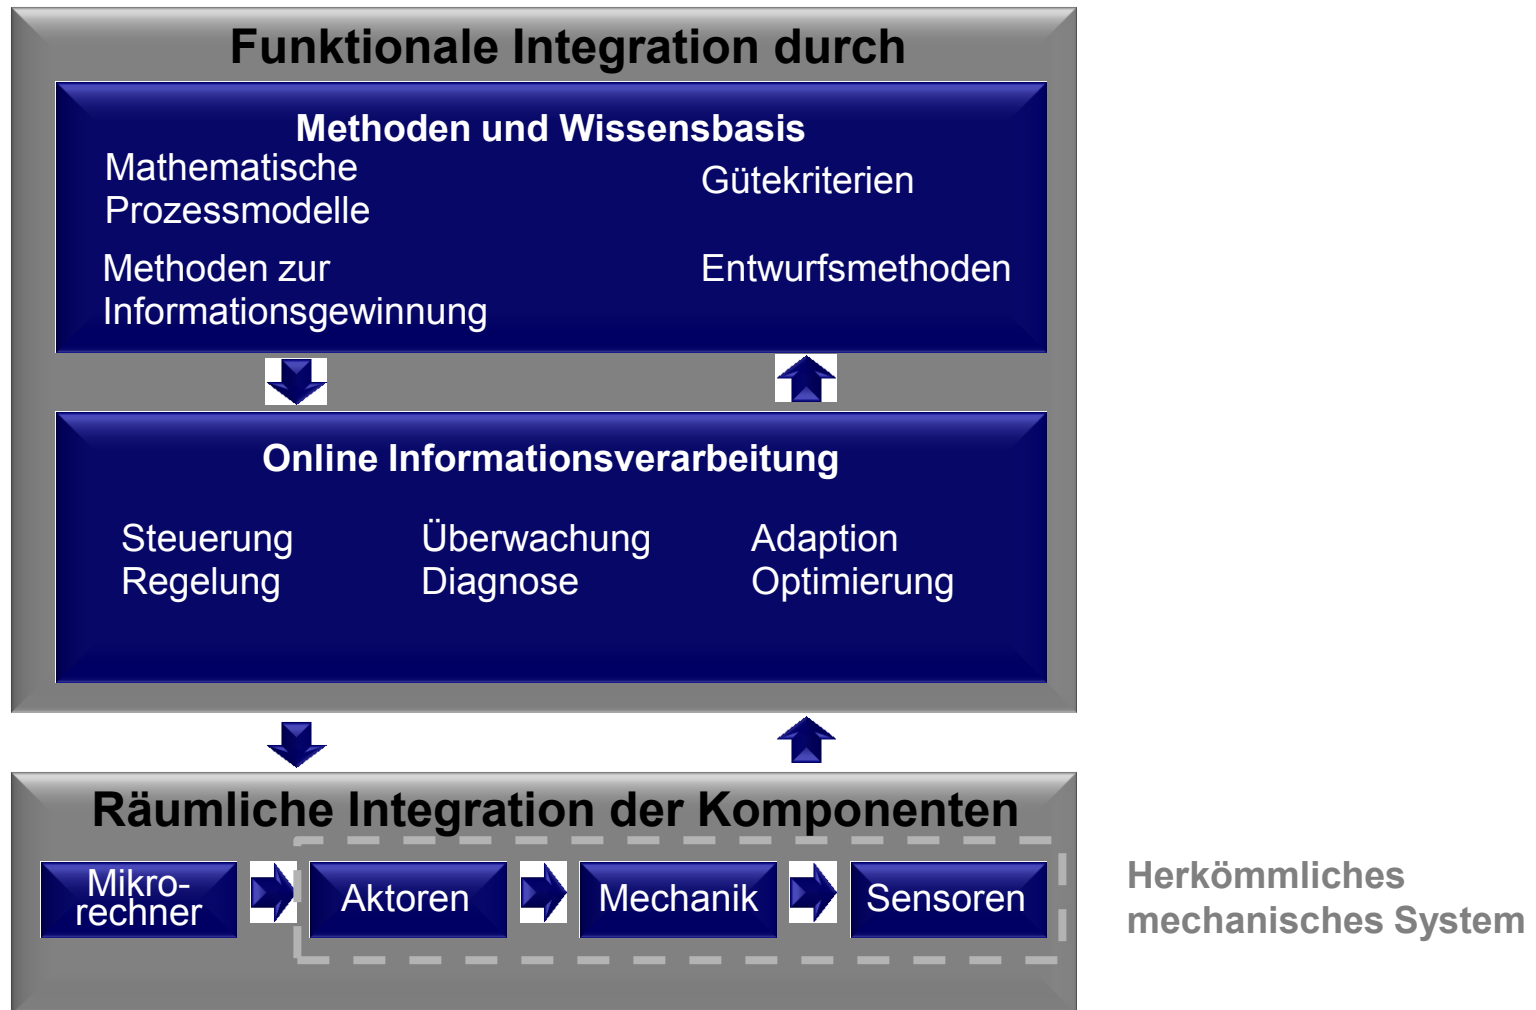 Funktionale Integration durch
Methoden und Wissensbasis
Mathematische
Prozessmodelle
Gütekriterien
Methoden zur
Informationsgewinnung
Entwurfsmethoden
Online Informationsverarbeitung
Steuerung
Regelung
Überwachung
Diagnose
Adaption
Optimierung
Räumliche Integration der Komponenten
Mikro-
rechner
Aktoren
Mechanik
Sensoren
Herkömmliches
mechanisches System